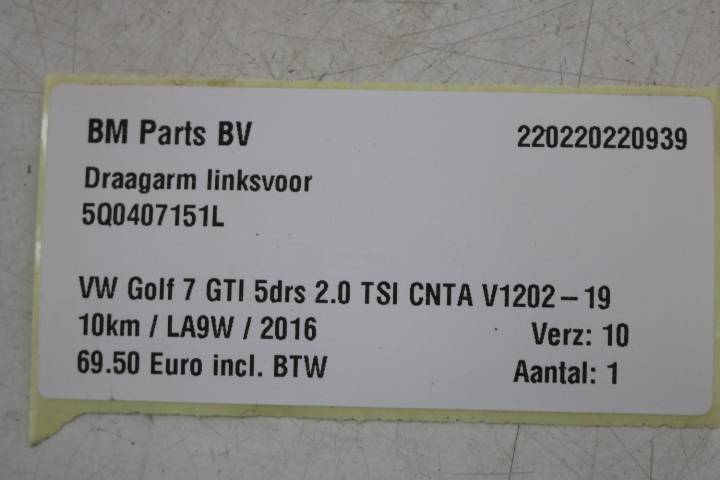 BM Parts BV 220220220939
Draagarm linksvoor
5Q0407151L
VW Golf 7 GTI 5drs 2.0 TSI CNTA V1202-19
10km / LA9W / 2016 Verz: 10
69.50 Euro incl. BTW Aantal: 1